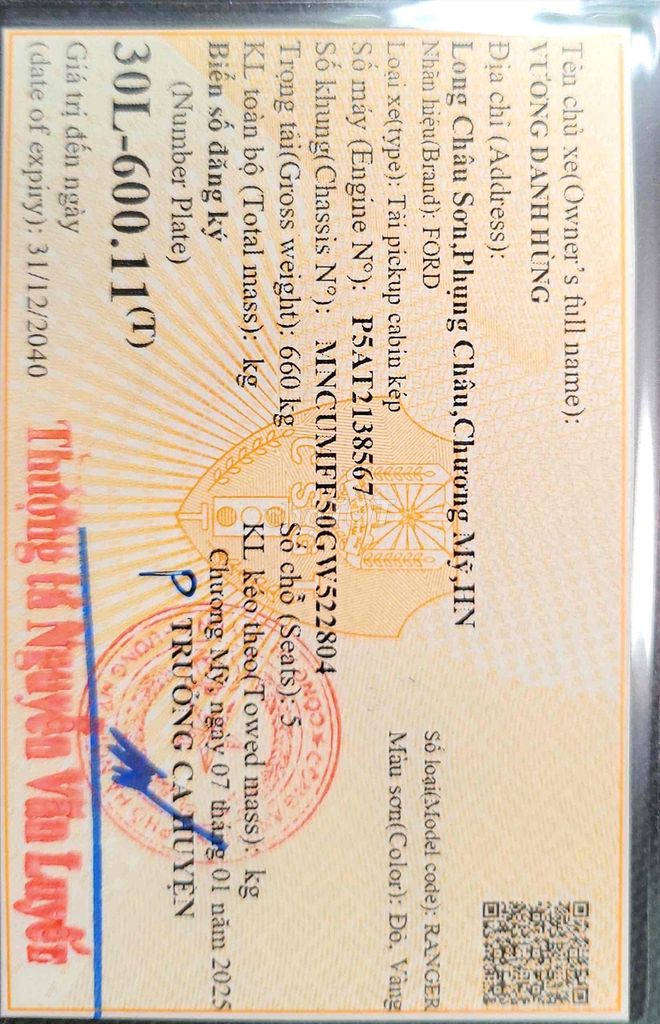 Tên chủ xe(Owner's full name):
VƯƠNG DANH HÙNG
Địa chỉ (Address):
Long Châu Sơn,Phụng Châu,Chương Mỹ,HN
Nhãn hiệu(Brand): FORD Số loại(Model code): RANGER
Loại xe(type): Tải pickup cabin kép Màu sơn(Color): Đỏ, Vàng
Số máy (Engine Nº): P5AT2138567
Số khung(Chassis Nº): MNCUMFF50GW522804
Trọng tải(Gross weight): 660 kg Số chỗ (Seats): 5
KL toàn bộ (Total mass): kg KL kéo theo(Towed mass): kg
Biển số đăng ký Chương Mỹ, ngày 07 tháng 01 năm 2025
(Number Plate) P TRƯỞNG CA HUYỆN
30L-600.11(T)
Giá trị đến ngày
(date of expiry): 31/12/2040
Thượng tá Nguyễn Văn Luyến